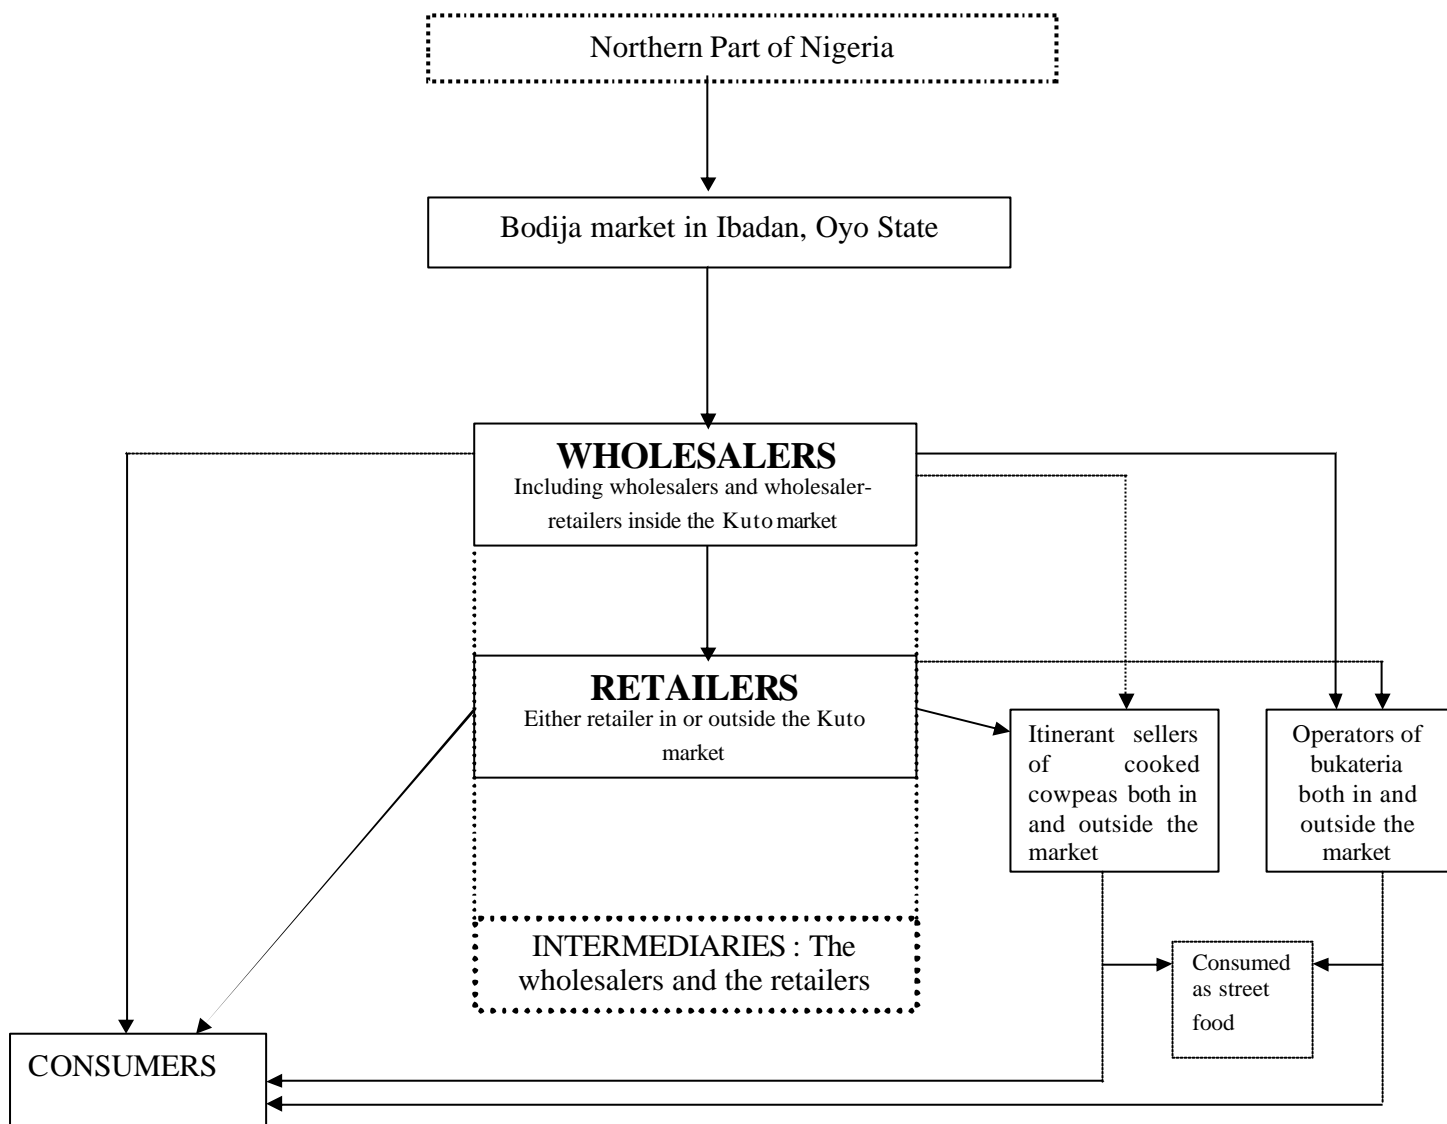 Northern Part of Nigeria
Bodija market in Ibadan, Oyo State
WHOLESALERS
Including wholesalers and wholesaler-
retailers inside the Kuto market
RETAILERS
Either retailer in or outside the Kuto
market
Itinerant sellers
of cooked
cowpeas both in
and outside the
market
Operators of
bukateria
both in and
outside the
market
INTERMEDIARIES : The
wholesalers and the retailers
Consumed
as street
food
CONSUMERS